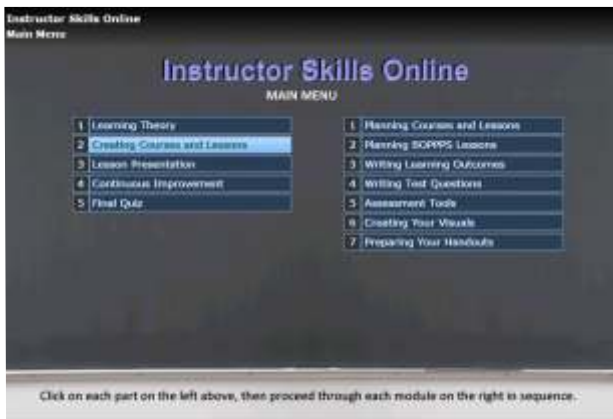 Instructor Skills Online
Main Menu
Instructor Skills Online
MAIN MENU
1 Learning Theory
2 Creating Courses and Lessons
3 Lesson Presentation
4 Continuous Improvement
5 Final Quiz
1 Planning Courses and Lessons
2 Planning BOPPPS Lessons
3 Writing Learning Outcomes
4 Writing Test Questions
5 Assessment Tools
6 Creating Your Visuals
7 Preparing Your Handouts
Click on each part on the left above, then proceed through each module on the right in sequence.